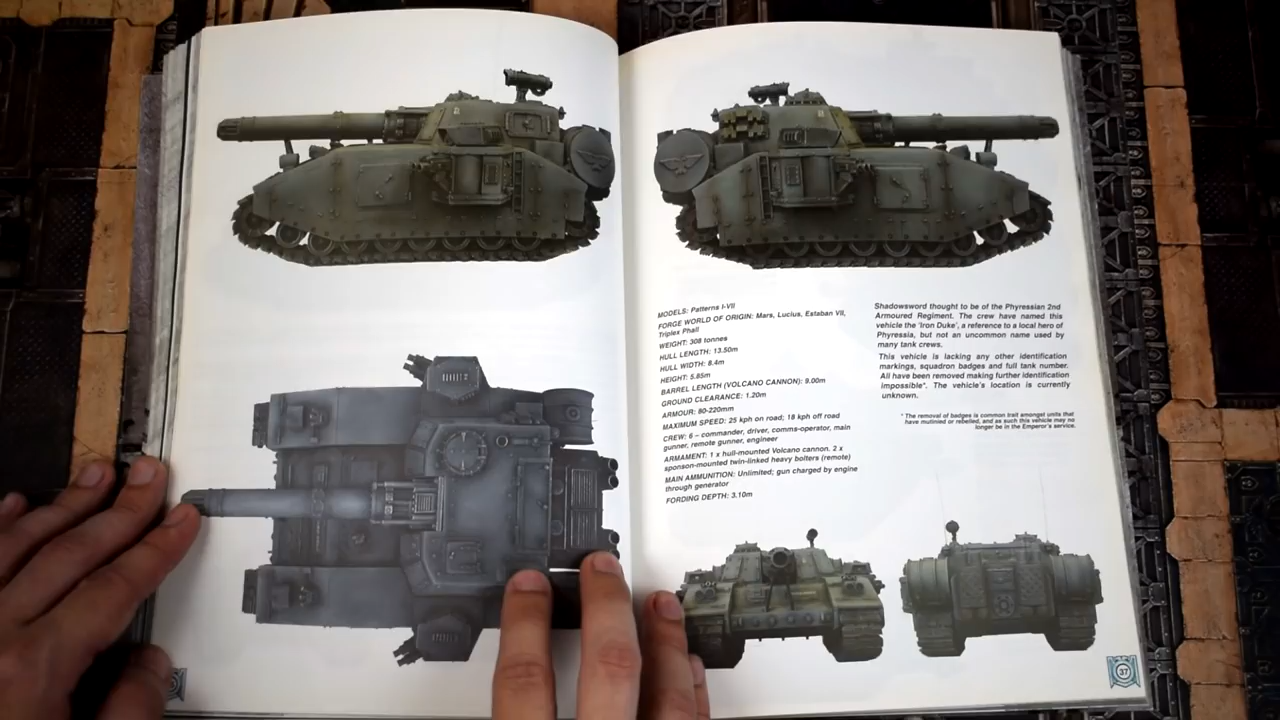 MODELS: Patterns I-VII
FORGE WORLD OF ORIGIN: Mars, Lucius, Estaban VII,
Triplex Phall
WEIGHT: 308 tonnes
HULL LENGTH: 13.50m
HULL WIDTH: 8.4m
HEIGHT: 5.85m
BARREL LENGTH (VOLCANO CANNON): 9.00m
GROUND CLEARANCE: 1.20m
ARMOUR: 80-220mm
MAXIMUM SPEED: 25 kph on road; 18 kph off road
CREW: 6 – commander, driver, comms-operator, main
gunner, remote gunner, engineer
ARMAMENT: 1 x hull-mounted Volcano cannon. 2 x
sponson-mounted twin-linked heavy bolters (remote)
MAIN AMMUNITION: Unlimited; gun charged by engine
through generator
FORDING DEPTH: 3.10m
Shadowsword thought to be of the Phyressian 2nd
Armoured Regiment. The crew have named this
vehicle the 'Iron Duke', a reference to a local hero of
Phyressia, but not an uncommon name used by
many tank crews.
This vehicle is lacking any other identification
markings, squadron badges and full tank number.
All have been removed making further identification
impossible*. The vehicle's location is currently
unknown.
* The removal of badges is common trait amongst units that
have mutinied or rebelled, and as such this vehicle may no
longer be in the Emperor's service.
37